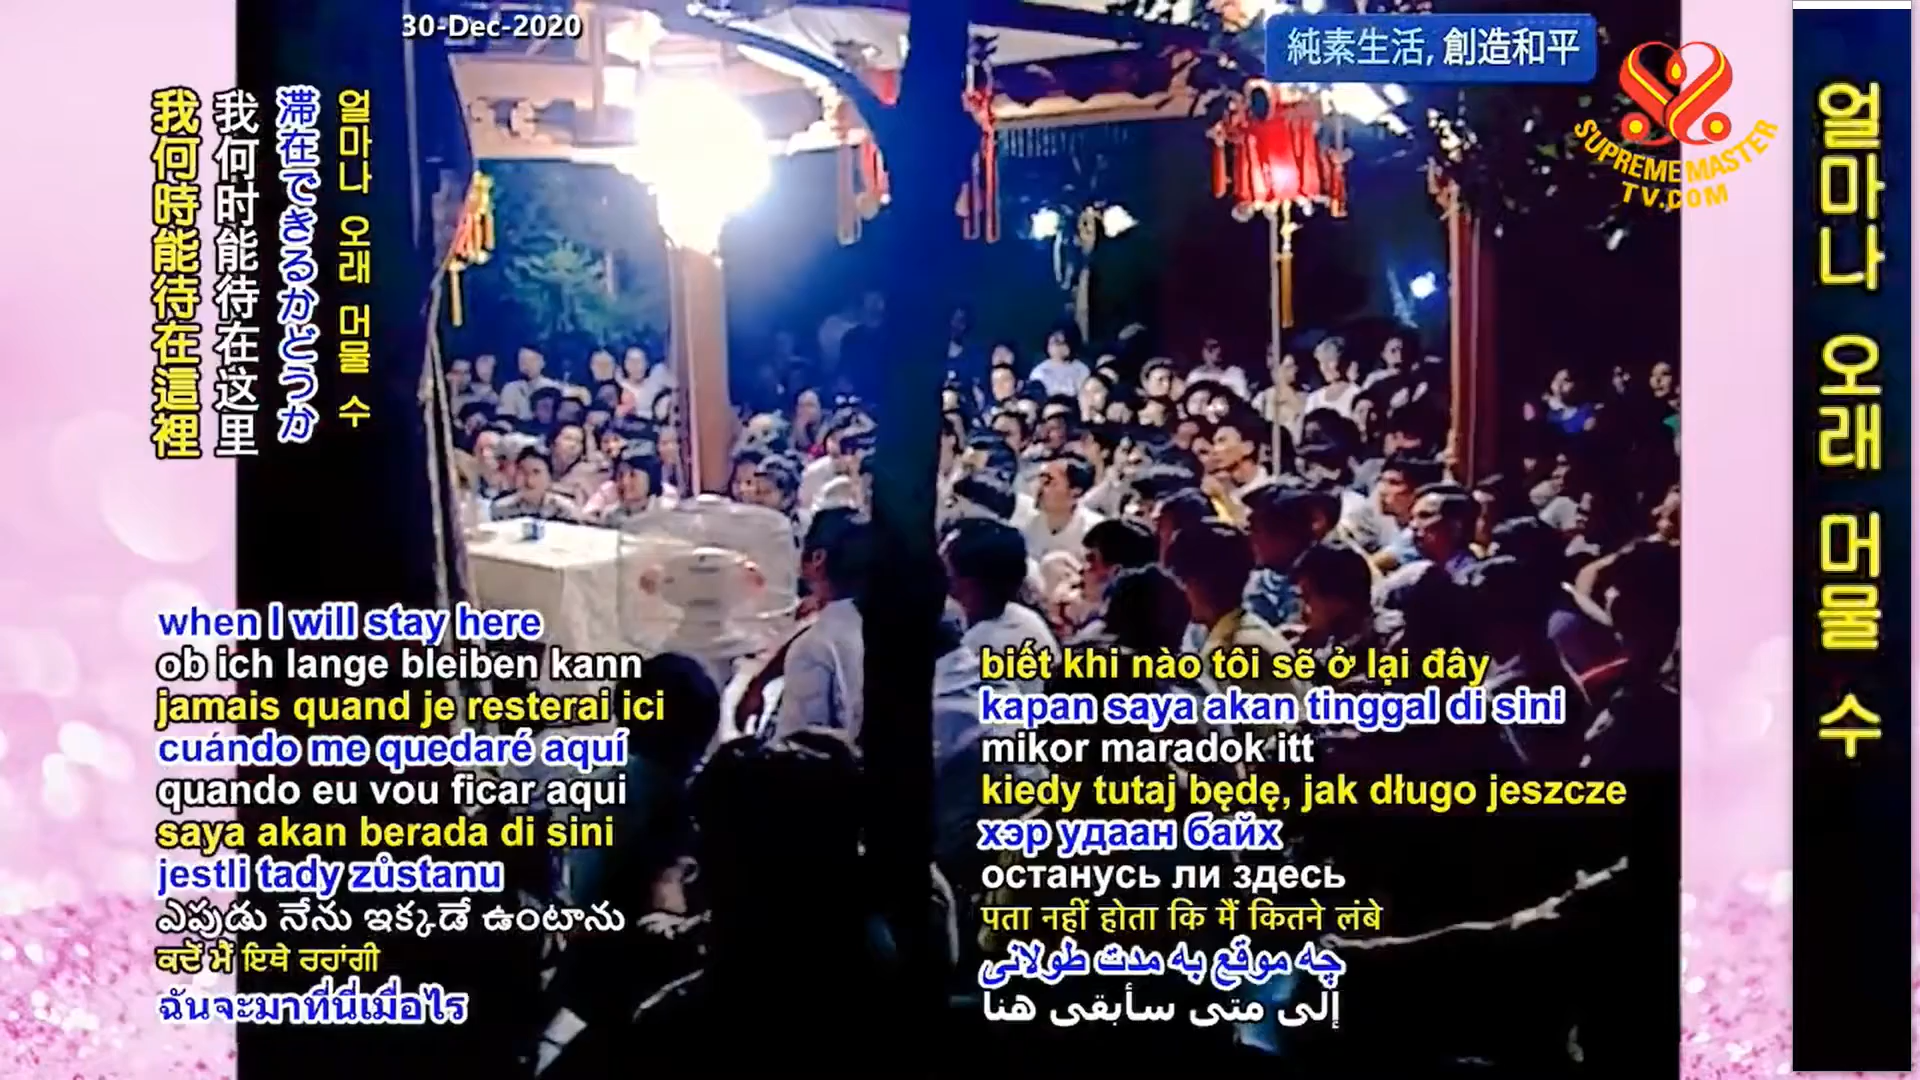 30-Dec-2020
純素生活, 創造和平
SUPREME MASTER
TV.COM
我何時能待在這裡
我何时能待在这里
滞在できるかどうか
얼마나 오래 머물 수
얼마나 오래 머물 수
when I will stay here
ob ich lange bleiben kann
jamais quand je resterai ici
cuándo me quedaré aquí
quando eu vou ficar aqui
saya akan berada di sini
jestli tady zůstanu
ఎపుడు నేను ఇక్కడే ఉంటాను
ਕਦੋਂ ਮੈਂ ਇਥੇ ਰਹਾਂਗੀ
ฉันจะมาที่นี่เมื่อไร
biết khi nào tôi sẽ ở lại đây
kapan saya akan tinggal di sini
mikor maradok itt
kiedy tutaj będę, jak długo jeszcze
хэр удаан байх
останусь ли здесь
पता नहीं होता कि मैं कितने लंबे
چه موقع به مدت طولانی
إلى متى سأبقى هنا